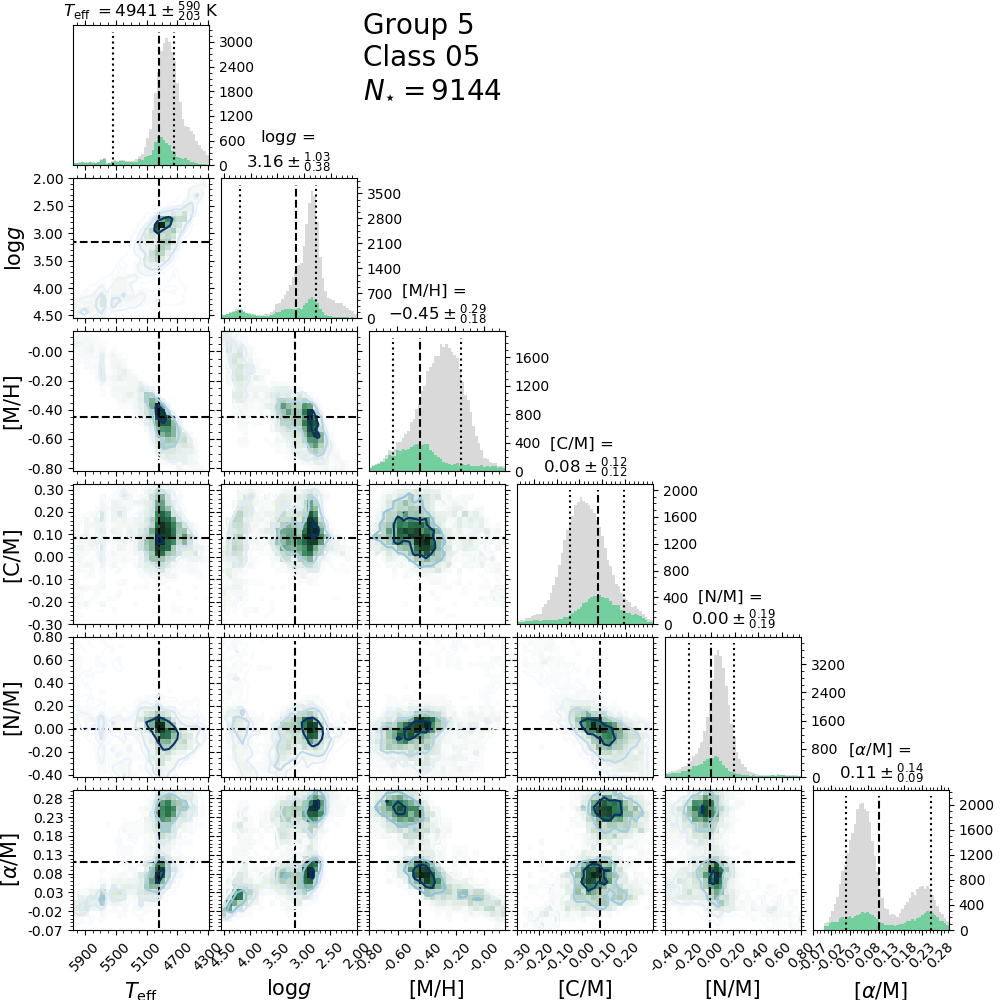 T_eff = 4941 ± 590 203 K
Group 5
Class 05
N⋆ = 9144
3000
2400
1800
1200
600
0
log g =
3.16 ± 1.03 0.38
2.00
2.50
3.00
3.50
4.00
4.50
log g
3500
2800
2100
1400
700
0
[M/H] =
−0.45 ± 0.29 0.18
-0.00
-0.20
-0.40
-0.60
-0.80
[M/H]
1600
1200
800
400
0
[C/M] =
0.08 ± 0.12 0.12
0.30
0.20
0.10
0.00
-0.10
-0.20
-0.30
[C/M]
2000
1600
1200
800
400
0
[N/M] =
0.00 ± 0.19 0.19
0.80
0.60
0.40
0.20
0.00
-0.20
-0.40
[N/M]
3200
2400
1600
800
0
[α/M] =
0.11 ± 0.14 0.09
0.28
0.23
0.18
0.13
0.08
0.03
-0.02
-0.07
[α/M]
2000
1600
1200
800
400
0
5900 5500 5100 4700 4300
4.50 4.00 3.50 3.00 2.50 2.00
-0.80 -0.60 -0.40 -0.20 -0.00
-0.30 -0.20 -0.10 0.00 0.10 0.20
-0.40 -0.20 0.00 0.20 0.40 0.60 0.80
-0.07 -0.02 0.03 0.08 0.13 0.18 0.23 0.28
T_eff log g [M/H] [C/M] [N/M] [α/M]